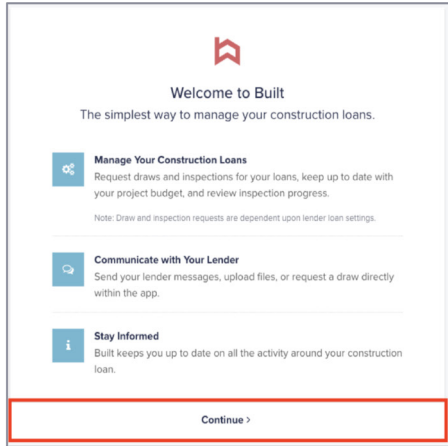 Welcome to Built
The simplest way to manage your construction loans.
Manage Your Construction Loans
Request draws and inspections for your loans, keep up to date with
your project budget, and review inspection progress.
Note: Draw and inspection requests are dependent upon lender loan settings.
Communicate with Your Lender
Send your lender messages, upload files, or request a draw directly
within the app.
Stay Informed
Built keeps you up to date on all the activity around your construction
loan.
Continue >